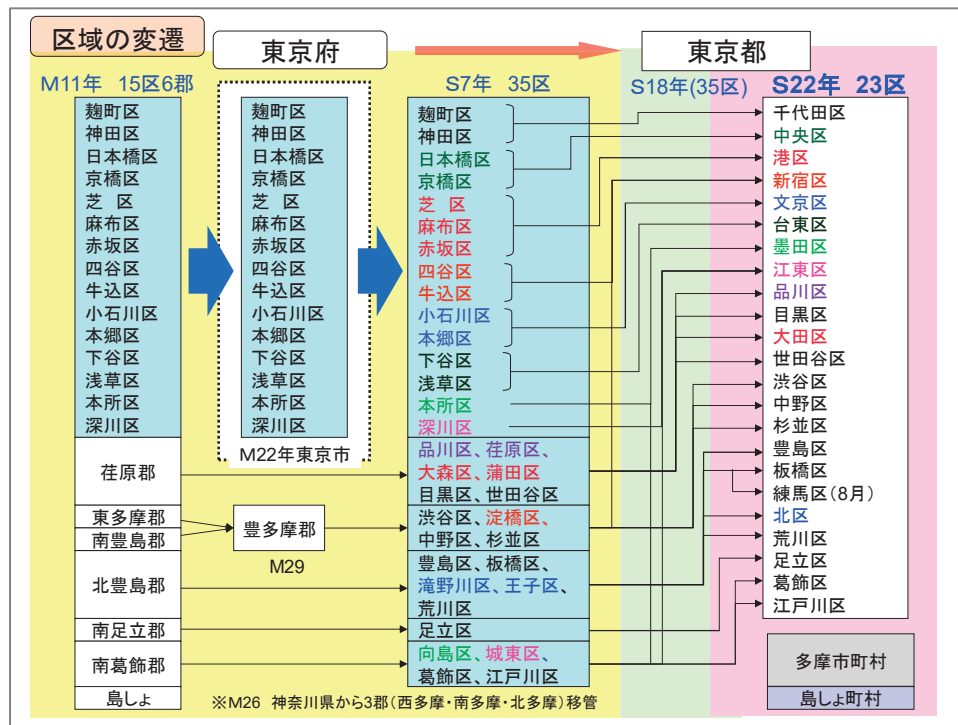 区域の変遷
東京府
東京都
M11年 15区6郡
S7年 35区
S18年(35区)
S22年 23区
麹町区
神田区
日本橋区
京橋区
芝 区
麻布区
赤坂区
四谷区
牛込区
小石川区
本郷区
下谷区
浅草区
本所区
深川区
荏原郡
東多摩郡
南豊島郡
北豊島郡
南足立郡
南葛飾郡
島しょ
麹町区
神田区
日本橋区
京橋区
芝 区
麻布区
赤坂区
四谷区
牛込区
小石川区
本郷区
下谷区
浅草区
本所区
深川区
M22年東京市
豊多摩郡
M29
麹町区
神田区
日本橋区
京橋区
芝 区
麻布区
赤坂区
四谷区
牛込区
小石川区
本郷区
下谷区
浅草区
本所区
深川区
品川区、荏原区、
大森区、蒲田区
目黒区、世田谷区
渋谷区、淀橋区、
中野区、杉並区
豊島区、板橋区、
滝野川区、王子区、
荒川区
足立区
向島区、城東区、
葛飾区、江戸川区
千代田区
中央区
港区
新宿区
文京区
台東区
墨田区
江東区
品川区
目黒区
大田区
世田谷区
渋谷区
中野区
杉並区
豊島区
板橋区
練馬区(8月)
北区
荒川区
足立区
葛飾区
江戸川区
多摩市町村
島しょ町村
※M26 神奈川県から3郡(西多摩・南多摩・北多摩)移管